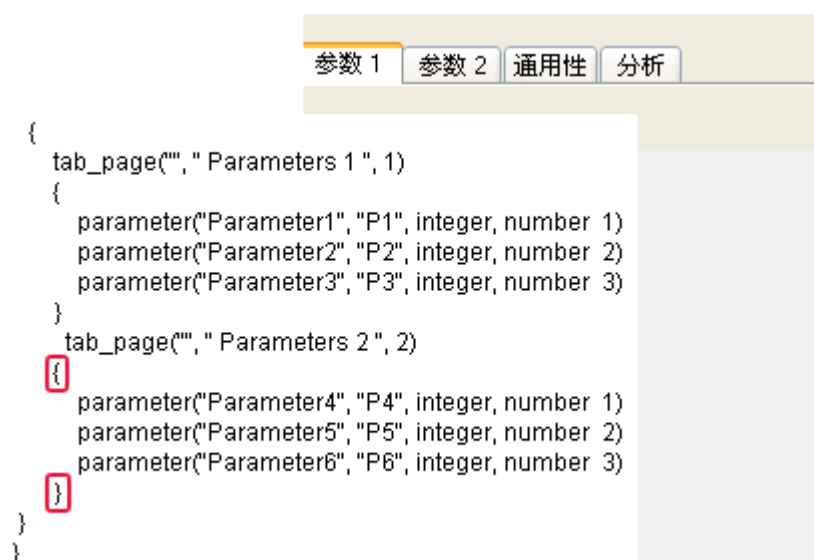 参数 1 参数 2 通用性 分析
{
tab_page("", " Parameters 1 ", 1)
{
parameter("Parameter1", "P1", integer, number 1)
parameter("Parameter2", "P2", integer, number 2)
parameter("Parameter3", "P3", integer, number 3)
}
tab_page("", " Parameters 2 ", 2)
{
parameter("Parameter4", "P4", integer, number 1)
parameter("Parameter5", "P5", integer, number 2)
parameter("Parameter6", "P6", integer, number 3)
}
}
}